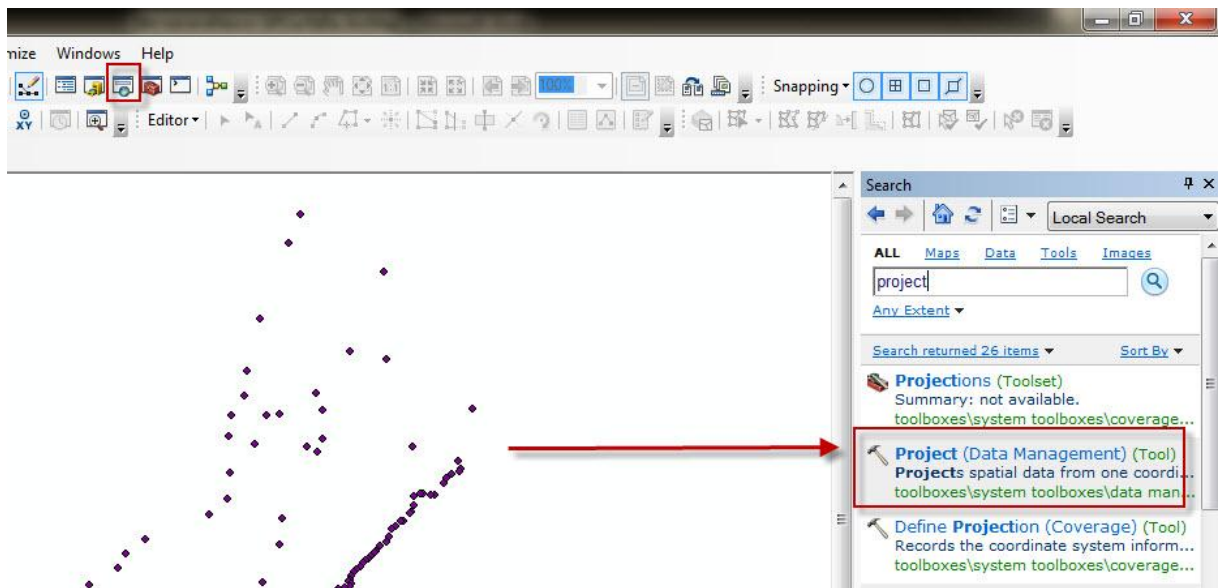 mize Windows Help
100%
Snapping
XY
Editor
Search
Local Search
ALL Maps Data Tools Images
project
Any Extent
Search returned 26 items Sort By
Projections (Toolset)
Summary: not available.
toolboxes\system toolboxes\coverage...
Project (Data Management) (Tool)
Projects spatial data from one coordi...
toolboxes\system toolboxes\data man...
Define Projection (Coverage) (Tool)
Records the coordinate system inform...
toolboxes\system toolboxes\coverage...